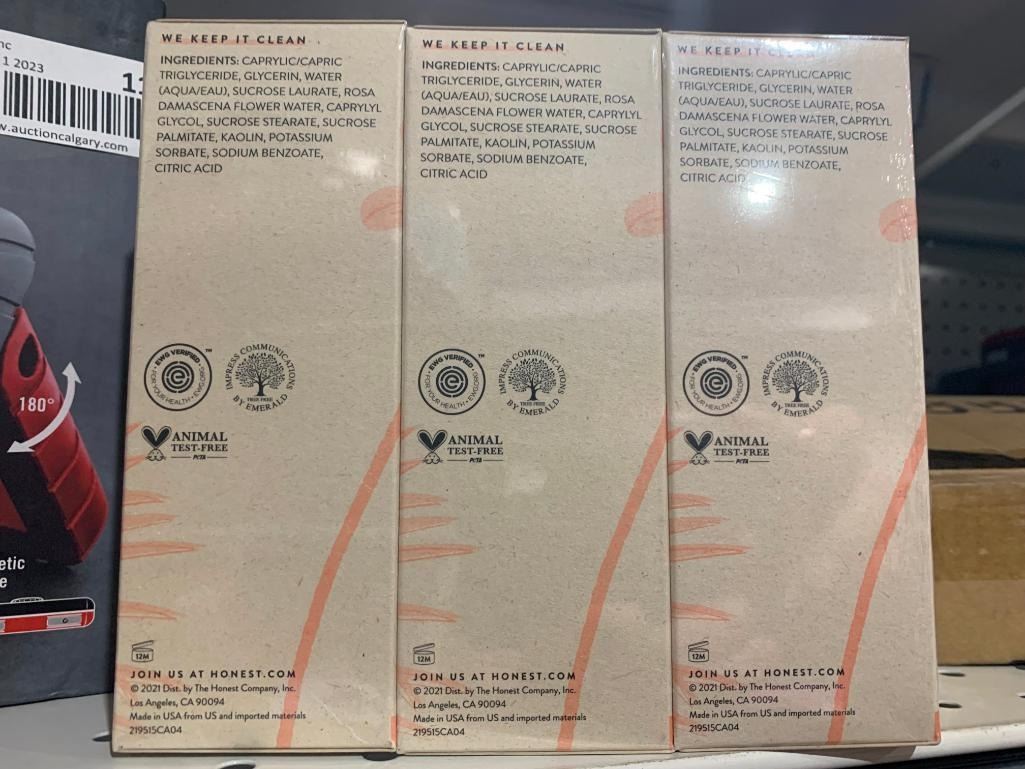 nc
1 2023
w.auctioncalgary.com
180°
etic
e
WE KEEP IT CLEAN
INGREDIENTS: CAPRYLIC/CAPRIC
TRIGLYCERIDE, GLYCERIN, WATER
(AQUA/EAU), SUCROSE LAURATE, ROSA
DAMASCENA FLOWER WATER, CAPRYLYL
GLYCOL, SUCROSE STEARATE, SUCROSE
PALMITATE, KAOLIN, POTASSIUM
SORBATE, SODIUM BENZOATE,
CITRIC ACID
EWG VERIFIED™
FOR YOUR HEALTH • EWG.ORG
IMPRESS COMMUNICATIONS
TREE FREE
BY EMERALD
ANIMAL
TEST-FREE
PETA
12M
JOIN US AT HONEST.COM
© 2021 Dist. by The Honest Company, Inc.
Los Angeles, CA 90094
Made in USA from US and imported materials
219515CA04
WE KEEP IT CLEAN
INGREDIENTS: CAPRYLIC/CAPRIC
TRIGLYCERIDE, GLYCERIN, WATER
(AQUA/EAU), SUCROSE LAURATE, ROSA
DAMASCENA FLOWER WATER, CAPRYLYL
GLYCOL, SUCROSE STEARATE, SUCROSE
PALMITATE, KAOLIN, POTASSIUM
SORBATE, SODIUM BENZOATE,
CITRIC ACID
EWG VERIFIED™
FOR YOUR HEALTH • EWG.ORG
IMPRESS COMMUNICATIONS
TREE FREE
BY EMERALD
ANIMAL
TEST-FREE
PETA
12M
JOIN US AT HONEST.COM
© 2021 Dist. by The Honest Company, Inc.
Los Angeles, CA 90094
Made in USA from US and imported materials
219515CA04
WE KEEP IT CLEAN
INGREDIENTS: CAPRYLIC/CAPRIC
TRIGLYCERIDE, GLYCERIN, WATER
(AQUA/EAU), SUCROSE LAURATE, ROSA
DAMASCENA FLOWER WATER, CAPRYLYL
GLYCOL, SUCROSE STEARATE, SUCROSE
PALMITATE, KAOLIN, POTASSIUM
SORBATE, SODIUM BENZOATE,
CITRIC ACID
EWG VERIFIED™
FOR YOUR HEALTH • EWG.ORG
IMPRESS COMMUNICATIONS
TREE FREE
BY EMERALD
ANIMAL
TEST-FREE
PETA
12M
JOIN US AT HONEST.COM
© 2021 Dist. by The Honest Company, Inc.
Los Angeles, CA 90094
Made in USA from US and imported materials
219515CA04